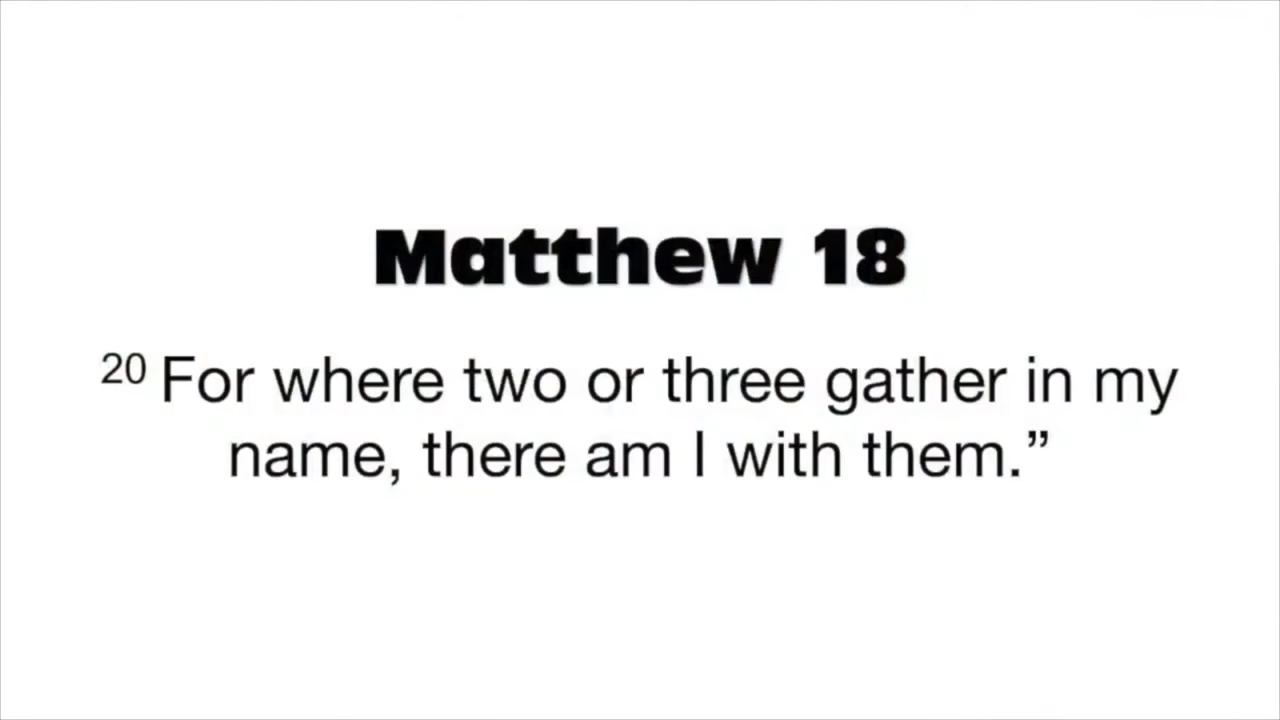 Matthew 18
20 For where two or three gather in my
name, there am I with them.”